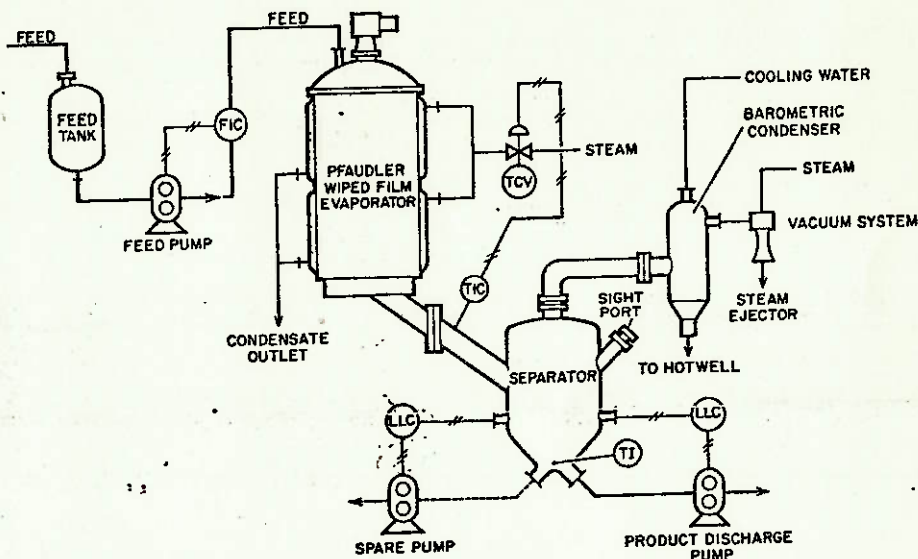 FEED
FEED
FEED
TANK
FIC
FEED PUMP
PFAUDLER
WIPED FILM
EVAPORATOR
CONDENSATE
OUTLET
STEAM
TCV
TIC
COOLING WATER
BAROMETRIC
CONDENSER
STEAM
VACUUM SYSTEM
STEAM
EJECTOR
SIGHT
PORT
TO HOTWELL
SEPARATOR
LLC
LLC
TI
SPARE PUMP
PRODUCT DISCHARGE
PUMP